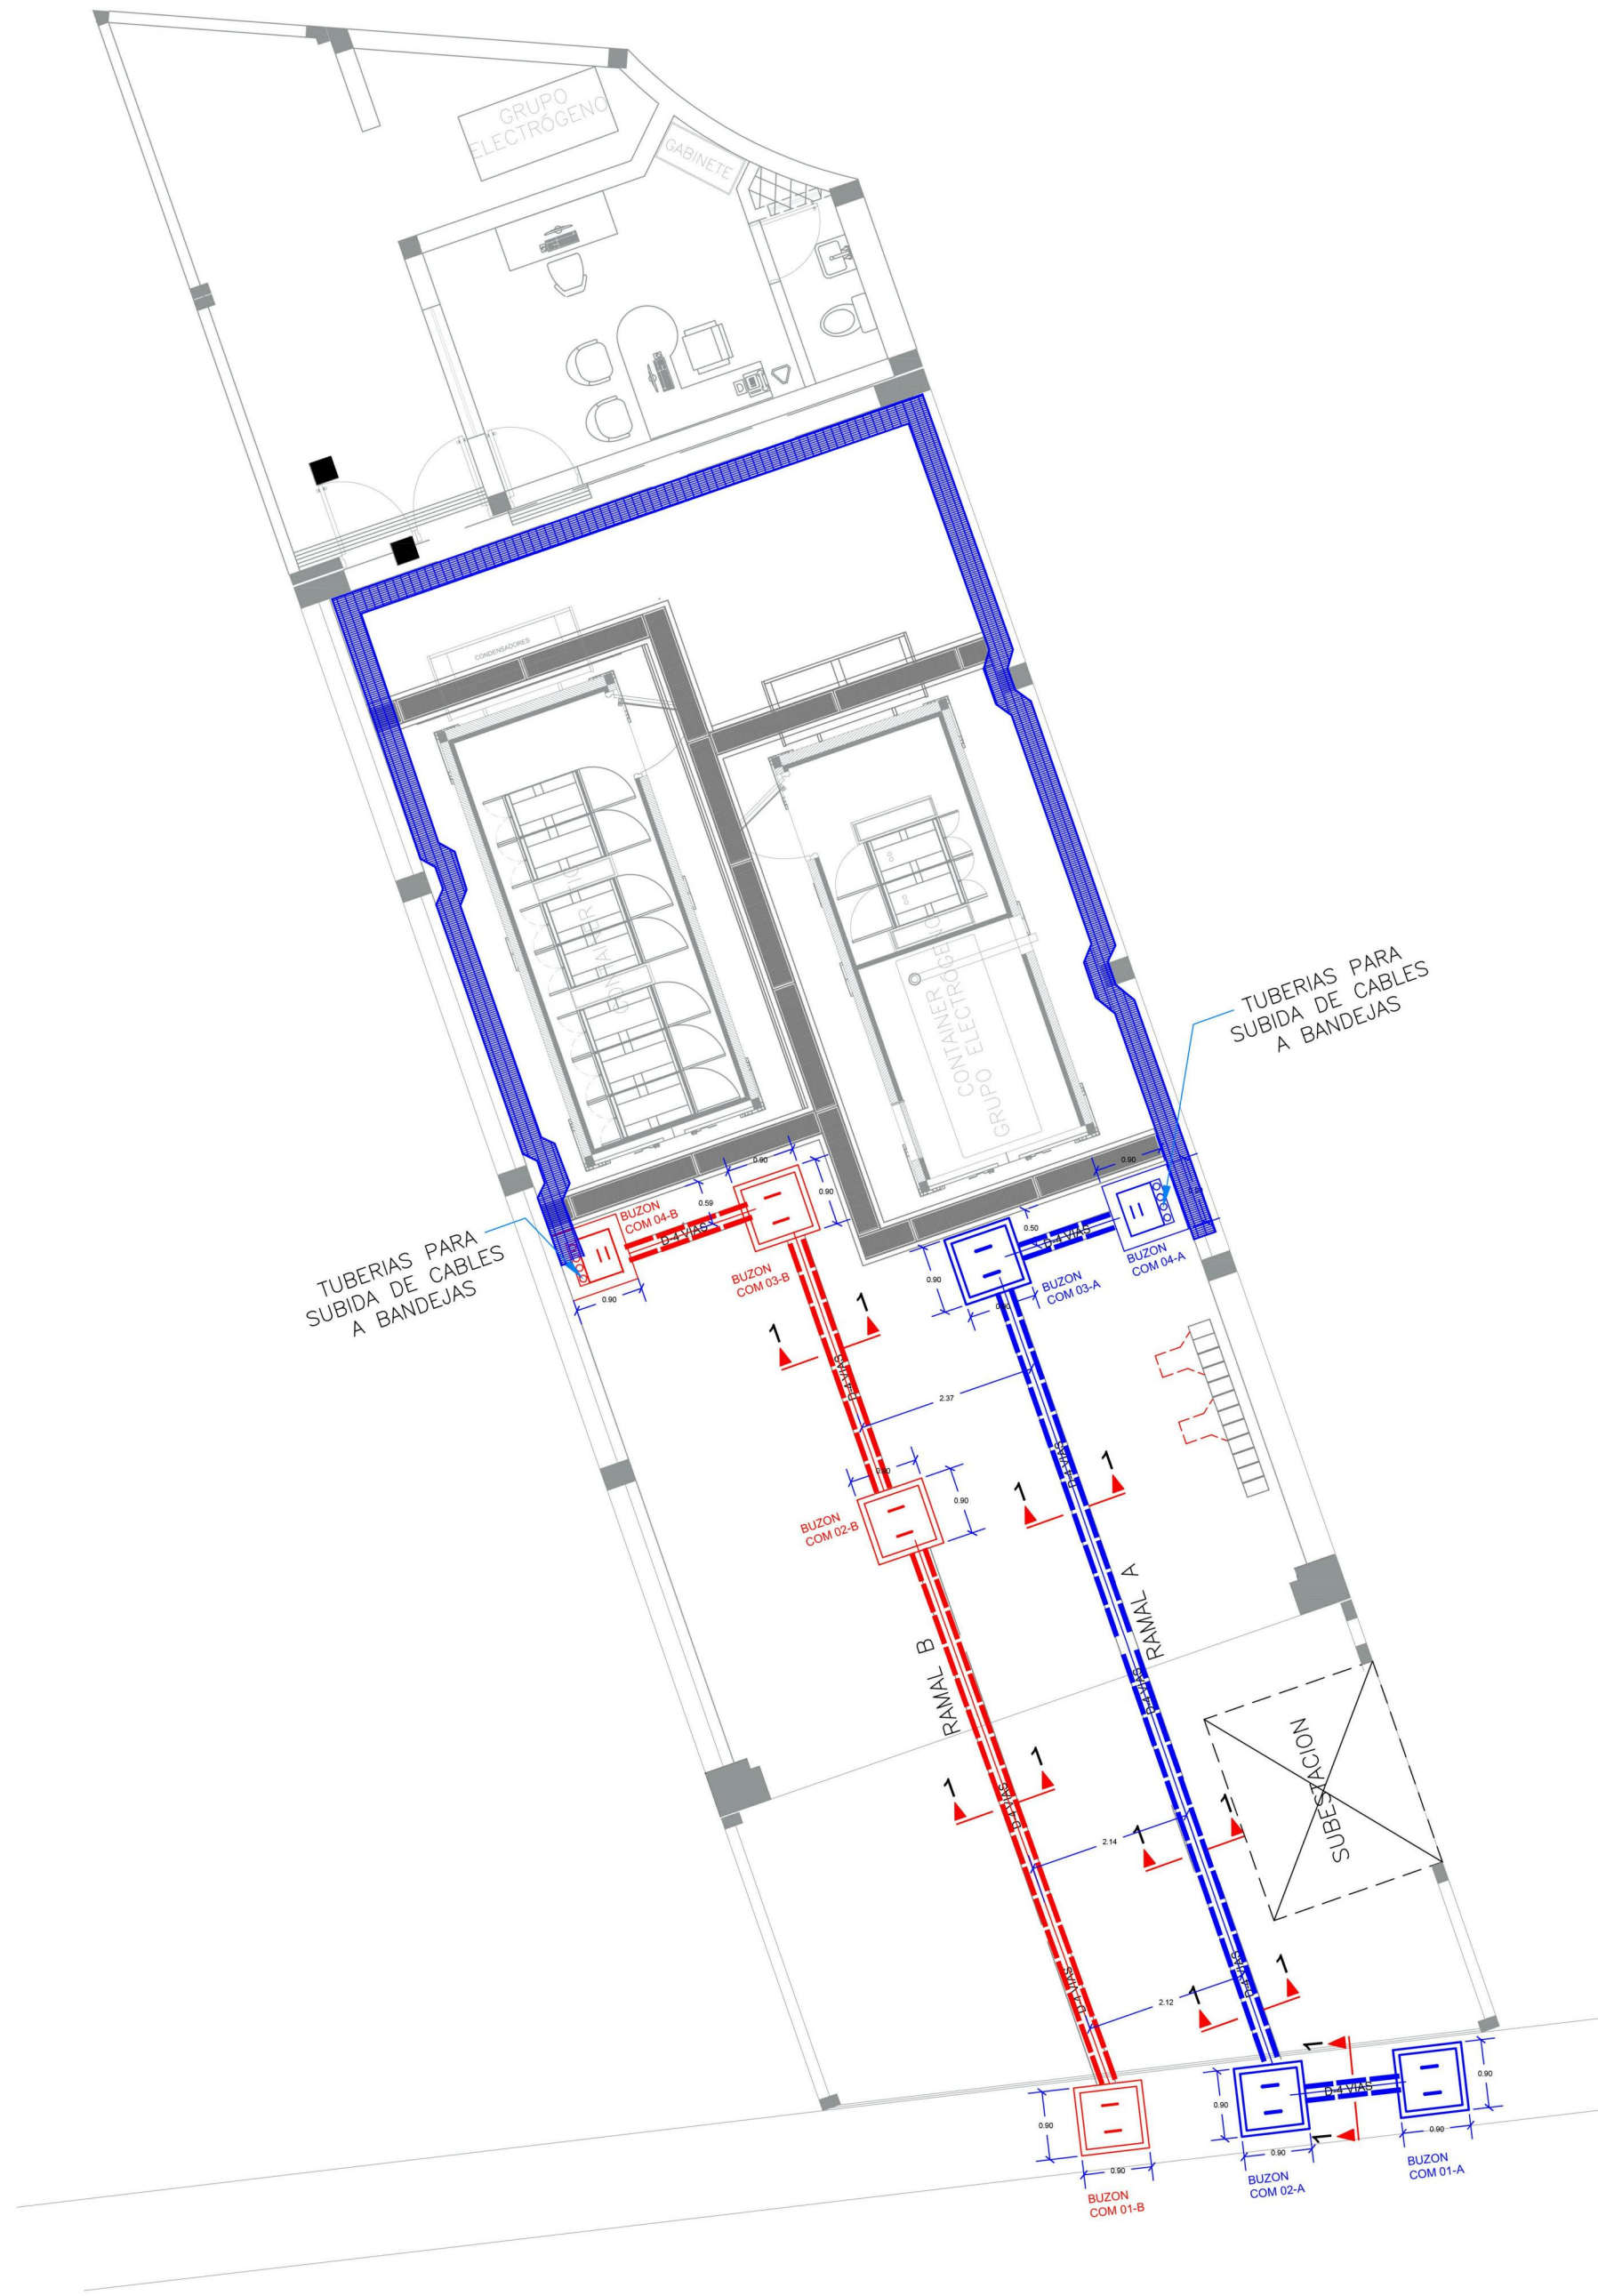 GRUPO
ELECTRÓGENO
GABINETE
CONDENSADORES
CONTAINER
GRUPO ELECTRÓGENO
TUBERIAS PARA
SUBIDA DE CABLES
A BANDEJAS
TUBERIAS PARA
SUBIDA DE CABLES
A BANDEJAS
0.90
0.90
0.59
BUZON
COM 04-B
D-4 VIAS
BUZON
COM 03-B
0.90
0.90
0.50
D-4 VIAS
BUZON
COM 04-A
BUZON
COM 03-A
0.90
0.90
1
1
D-4 VIAS
2.37
D-4 VIAS
1
1
0.90
0.90
BUZON
COM 02-B
RAMAL A
RAMAL B
D-4 VIAS
1
1
D-4 VIAS
SUBESTACION
2.14
1
1
D-4 VIAS
D-4 VIAS
2.12
1
1
1
D-4 VIAS
1
0.90
0.90
0.90
0.90
0.90
0.90
BUZON
COM 01-A
BUZON
COM 02-A
BUZON
COM 01-B